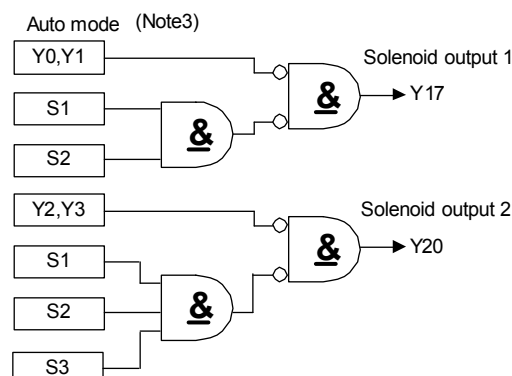 Auto mode (Note3)
Y0,Y1
Solenoid output 1
S1
&
&
Y17
S2
Y2,Y3
Solenoid output 2
S1
&
Y20
S2
&
S3